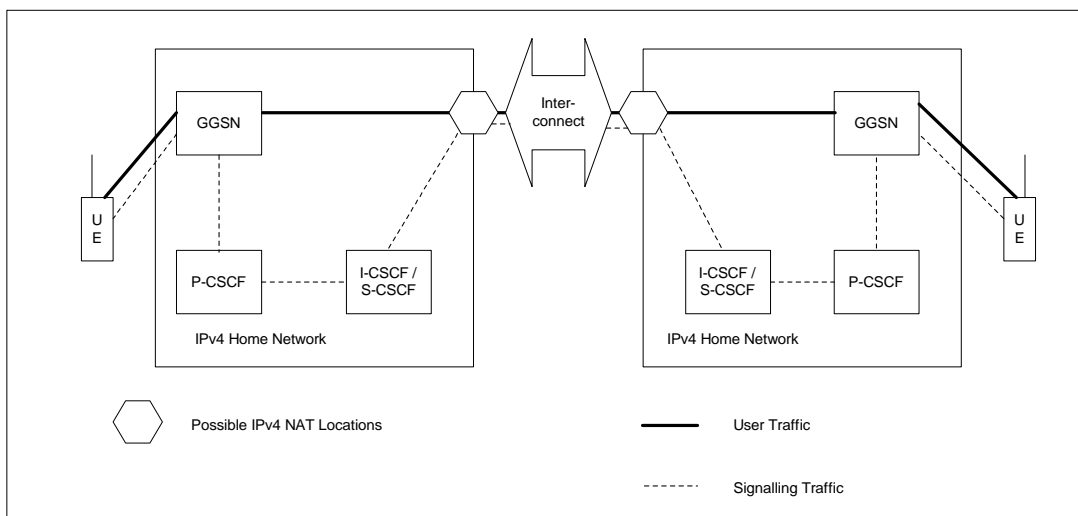 Inter-
connect
GGSN
GGSN
U
E
U
E
P-CSCF
I-CSCF /
S-CSCF
I-CSCF /
S-CSCF
P-CSCF
IPv4 Home Network
IPv4 Home Network
Possible IPv4 NAT Locations
User Traffic
Signalling Traffic